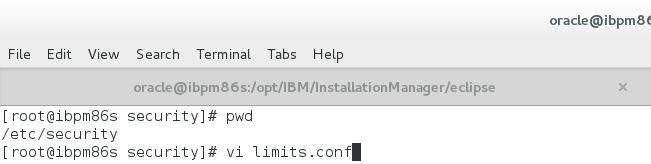 oracle@ibpm86
File Edit View Search Terminal Tabs Help
oracle@ibpm86s:/opt/IBM/InstallationManager/eclipse ×
[root@ibpm86s security]# pwd
/etc/security
[root@ibpm86s security]# vi limits.conf